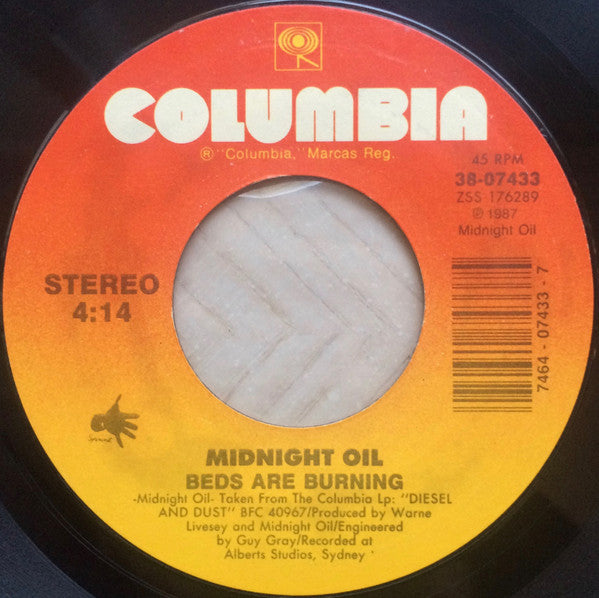 COLUMBIA
® "Columbia," Marcas Reg.
45 RPM
38-07433
ZSS 176289
℗ 1987
Midnight Oil
STEREO
4:14
7464 - 07433 - 7
MIDNIGHT OIL
BEDS ARE BURNING
-Midnight Oil- Taken From The Columbia Lp: "DIESEL
AND DUST" BFC 40967/Produced by Warne
Livesey and Midnight Oil/Engineered
by Guy Gray/Recorded at
Alberts Studios, Sydney